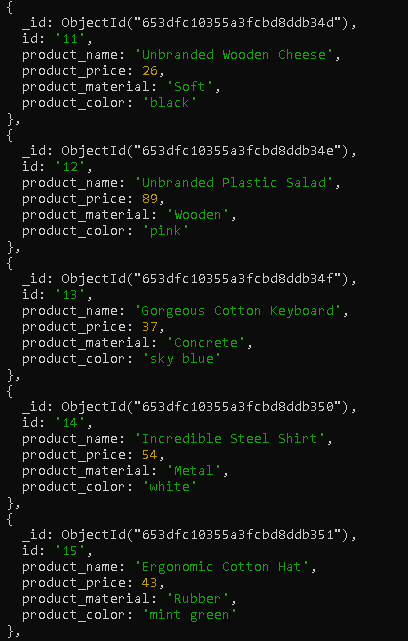 {
_id: ObjectId("653dfc10355a3fcbd8ddb34d"),
id: '11',
product_name: 'Unbranded Wooden Cheese',
product_price: 26,
product_material: 'Soft',
product_color: 'black'
},
{
_id: ObjectId("653dfc10355a3fcbd8ddb34e"),
id: '12',
product_name: 'Unbranded Plastic Salad',
product_price: 89,
product_material: 'Wooden',
product_color: 'pink'
},
{
_id: ObjectId("653dfc10355a3fcbd8ddb34f"),
id: '13',
product_name: 'Gorgeous Cotton Keyboard',
product_price: 37,
product_material: 'Concrete',
product_color: 'sky blue'
},
{
_id: ObjectId("653dfc10355a3fcbd8ddb350"),
id: '14',
product_name: 'Incredible Steel Shirt',
product_price: 54,
product_material: 'Metal',
product_color: 'white'
},
{
_id: ObjectId("653dfc10355a3fcbd8ddb351"),
id: '15',
product_name: 'Ergonomic Cotton Hat',
product_price: 43,
product_material: 'Rubber',
product_color: 'mint green'
},